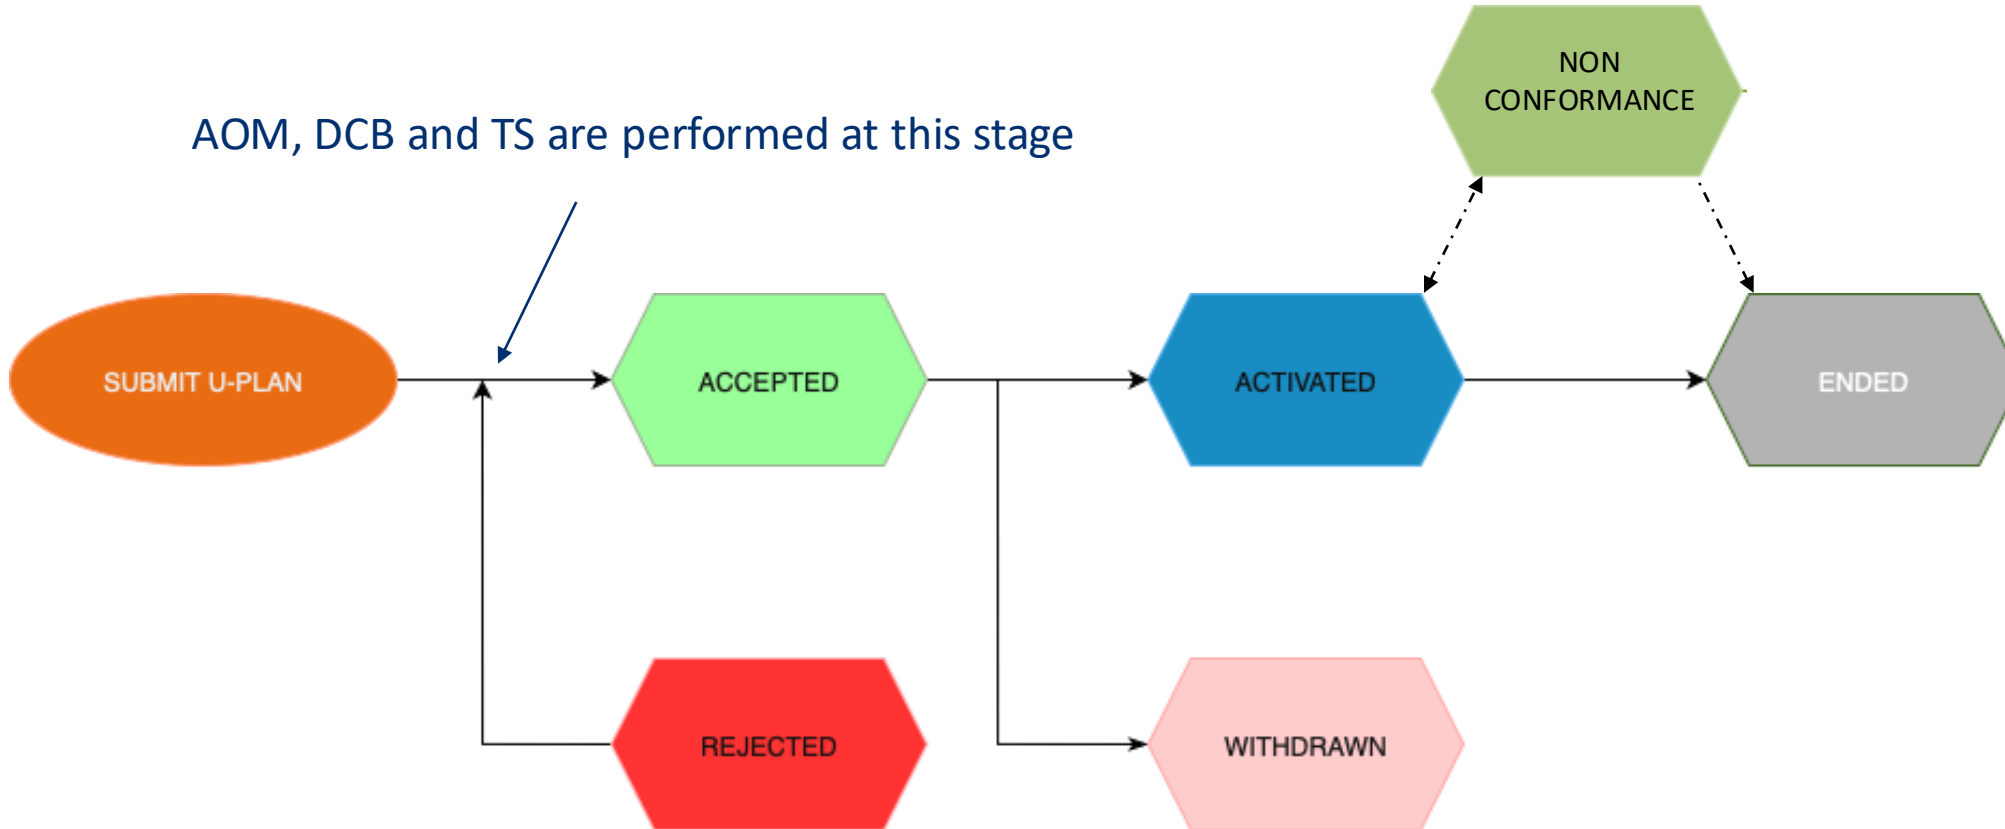 NON
CONFORMANCE
AOM, DCB and TS are performed at this stage
SUBMIT U-PLAN
ACCEPTED
ACTIVATED
ENDED
REJECTED
WITHDRAWN